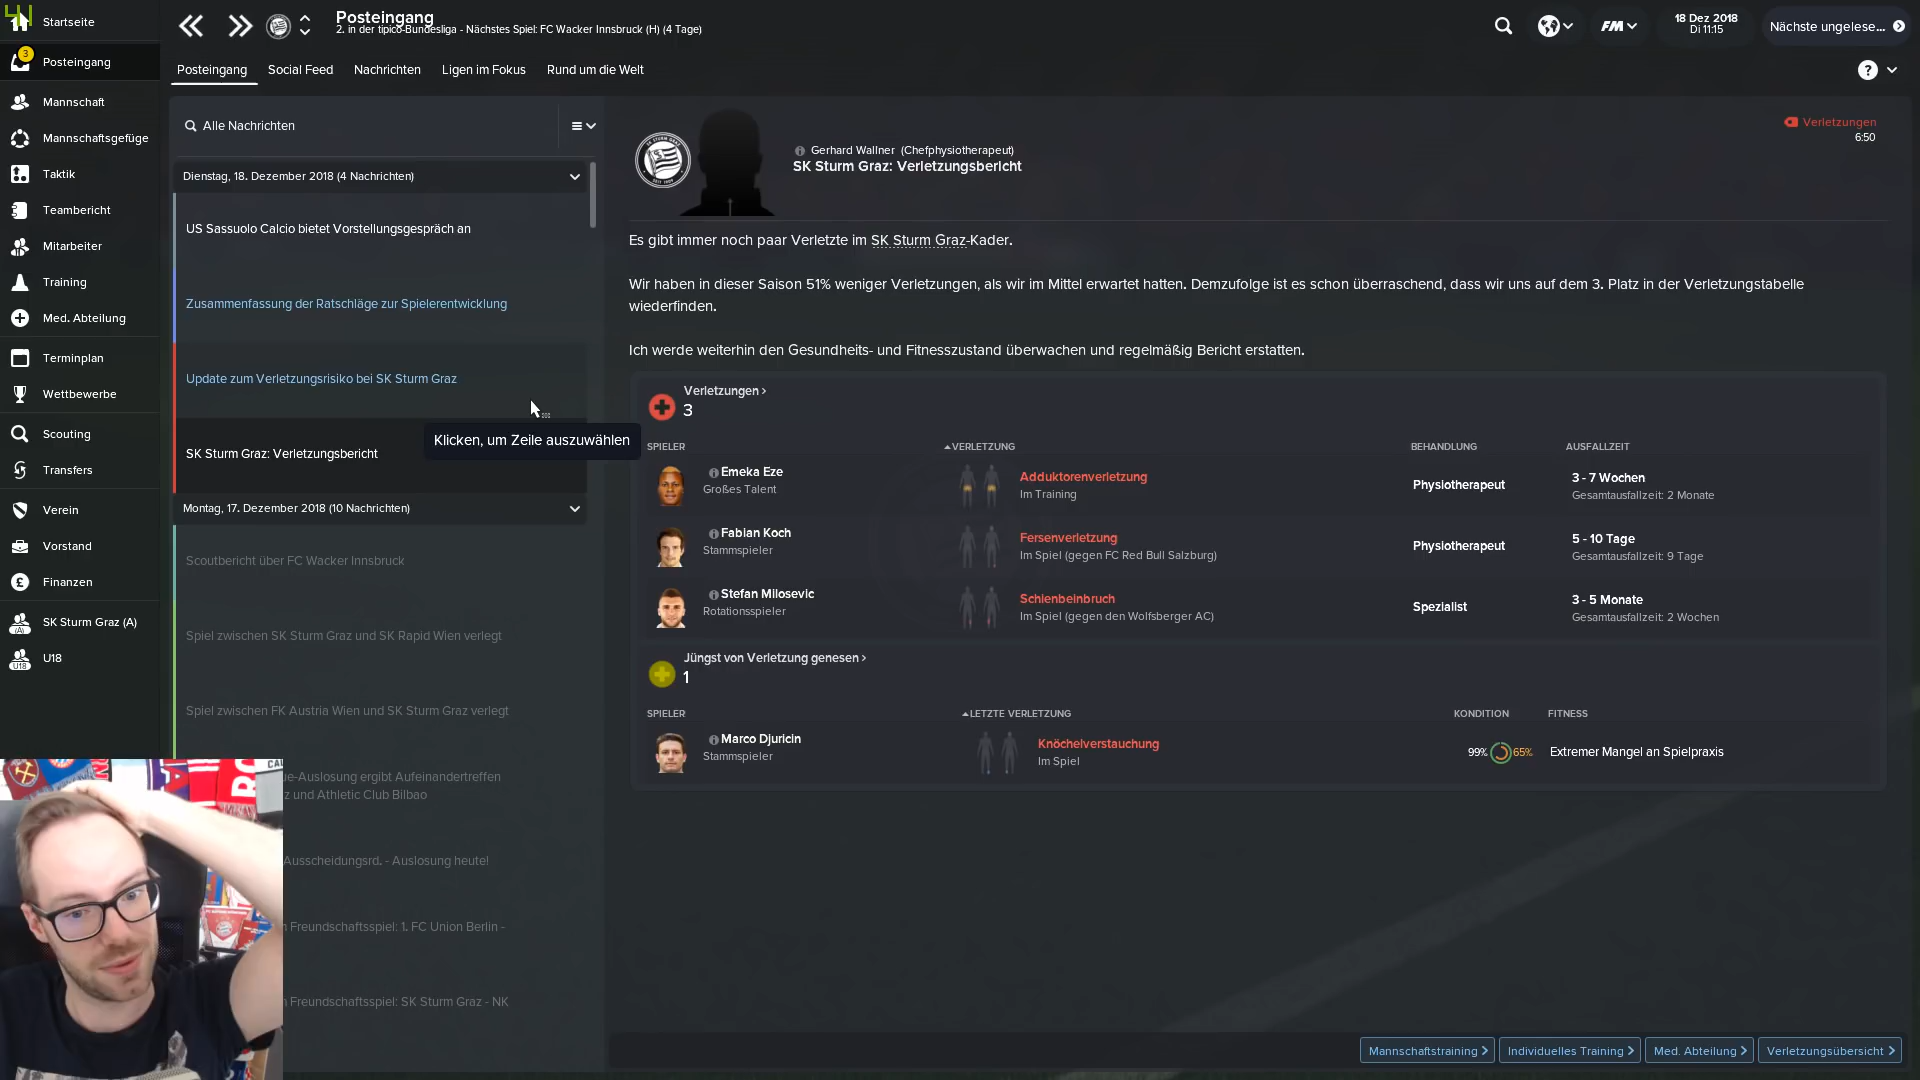 Startseite
3
Posteingang
Mannschaft
Mannschaftsgefüge
Taktik
Teambericht
Mitarbeiter
Training
Med. Abteilung
Terminplan
Wettbewerbe
Scouting
Transfers
Verein
Vorstand
Finanzen
SK Sturm Graz (A)
U18
Posteingang
2. in der tipico-Bundesliga - Nächstes Spiel: FC Wacker Innsbruck (H) (4 Tage)
FM
18 Dez 2018
Di 11:15
Nächste ungelese...
Posteingang
Social Feed
Nachrichten
Ligen im Fokus
Rund um die Welt
Alle Nachrichten
Dienstag, 18. Dezember 2018 (4 Nachrichten)
US Sassuolo Calcio bietet Vorstellungsgespräch an
Zusammenfassung der Ratschläge zur Spielerentwicklung
Update zum Verletzungsrisiko bei SK Sturm Graz
Klicken, um Zeile auszuwählen
SK Sturm Graz: Verletzungsbericht
Montag, 17. Dezember 2018 (10 Nachrichten)
Scoutbericht über FC Wacker Innsbruck
Spiel zwischen SK Sturm Graz und SK Rapid Wien verlegt
Spiel zwischen FK Austria Wien und SK Sturm Graz verlegt
ue-Auslosung ergibt Aufeinandertreffen
z und Athletic Club Bilbao
Ausscheidungsrd. - Auslosung heute!
Freundschaftsspiel: 1. FC Union Berlin -
Freundschaftsspiel: SK Sturm Graz - NK
Gerhard Wallner (Chefphysiotherapeut)
SK Sturm Graz: Verletzungsbericht
Verletzungen
6:50
Es gibt immer noch paar Verletzte im SK Sturm Graz-Kader.
Wir haben in dieser Saison 51% weniger Verletzungen, als wir im Mittel erwartet hatten. Demzufolge ist es schon überraschend, dass wir uns auf dem 3. Platz in der Verletzungstabelle
wiederfinden.
Ich werde weiterhin den Gesundheits- und Fitnesszustand überwachen und regelmäßig Bericht erstatten.
Verletzungen
3
SPIELER VERLETZUNG BEHANDLUNG AUSFALLZEIT
Emeka Eze
Großes Talent
Adduktorenverletzung
Im Training
Physiotherapeut
3 - 7 Wochen
Gesamtausfallzeit: 2 Monate
Fabian Koch
Stammspieler
Fersenverletzung
Im Spiel (gegen FC Red Bull Salzburg)
Physiotherapeut
5 - 10 Tage
Gesamtausfallzeit: 9 Tage
Stefan Milosevic
Rotationsspieler
Schienbeinbruch
Im Spiel (gegen den Wolfsberger AC)
Spezialist
3 - 5 Monate
Gesamtausfallzeit: 2 Wochen
Jüngst von Verletzung genesen
1
SPIELER LETZTE VERLETZUNG KONDITION FITNESS
Marco Djuricin
Stammspieler
Knöchelverstauchung
Im Spiel
99% 65%
Extremer Mangel an Spielpraxis
Mannschaftstraining
Individuelles Training
Med. Abteilung
Verletzungsübersicht